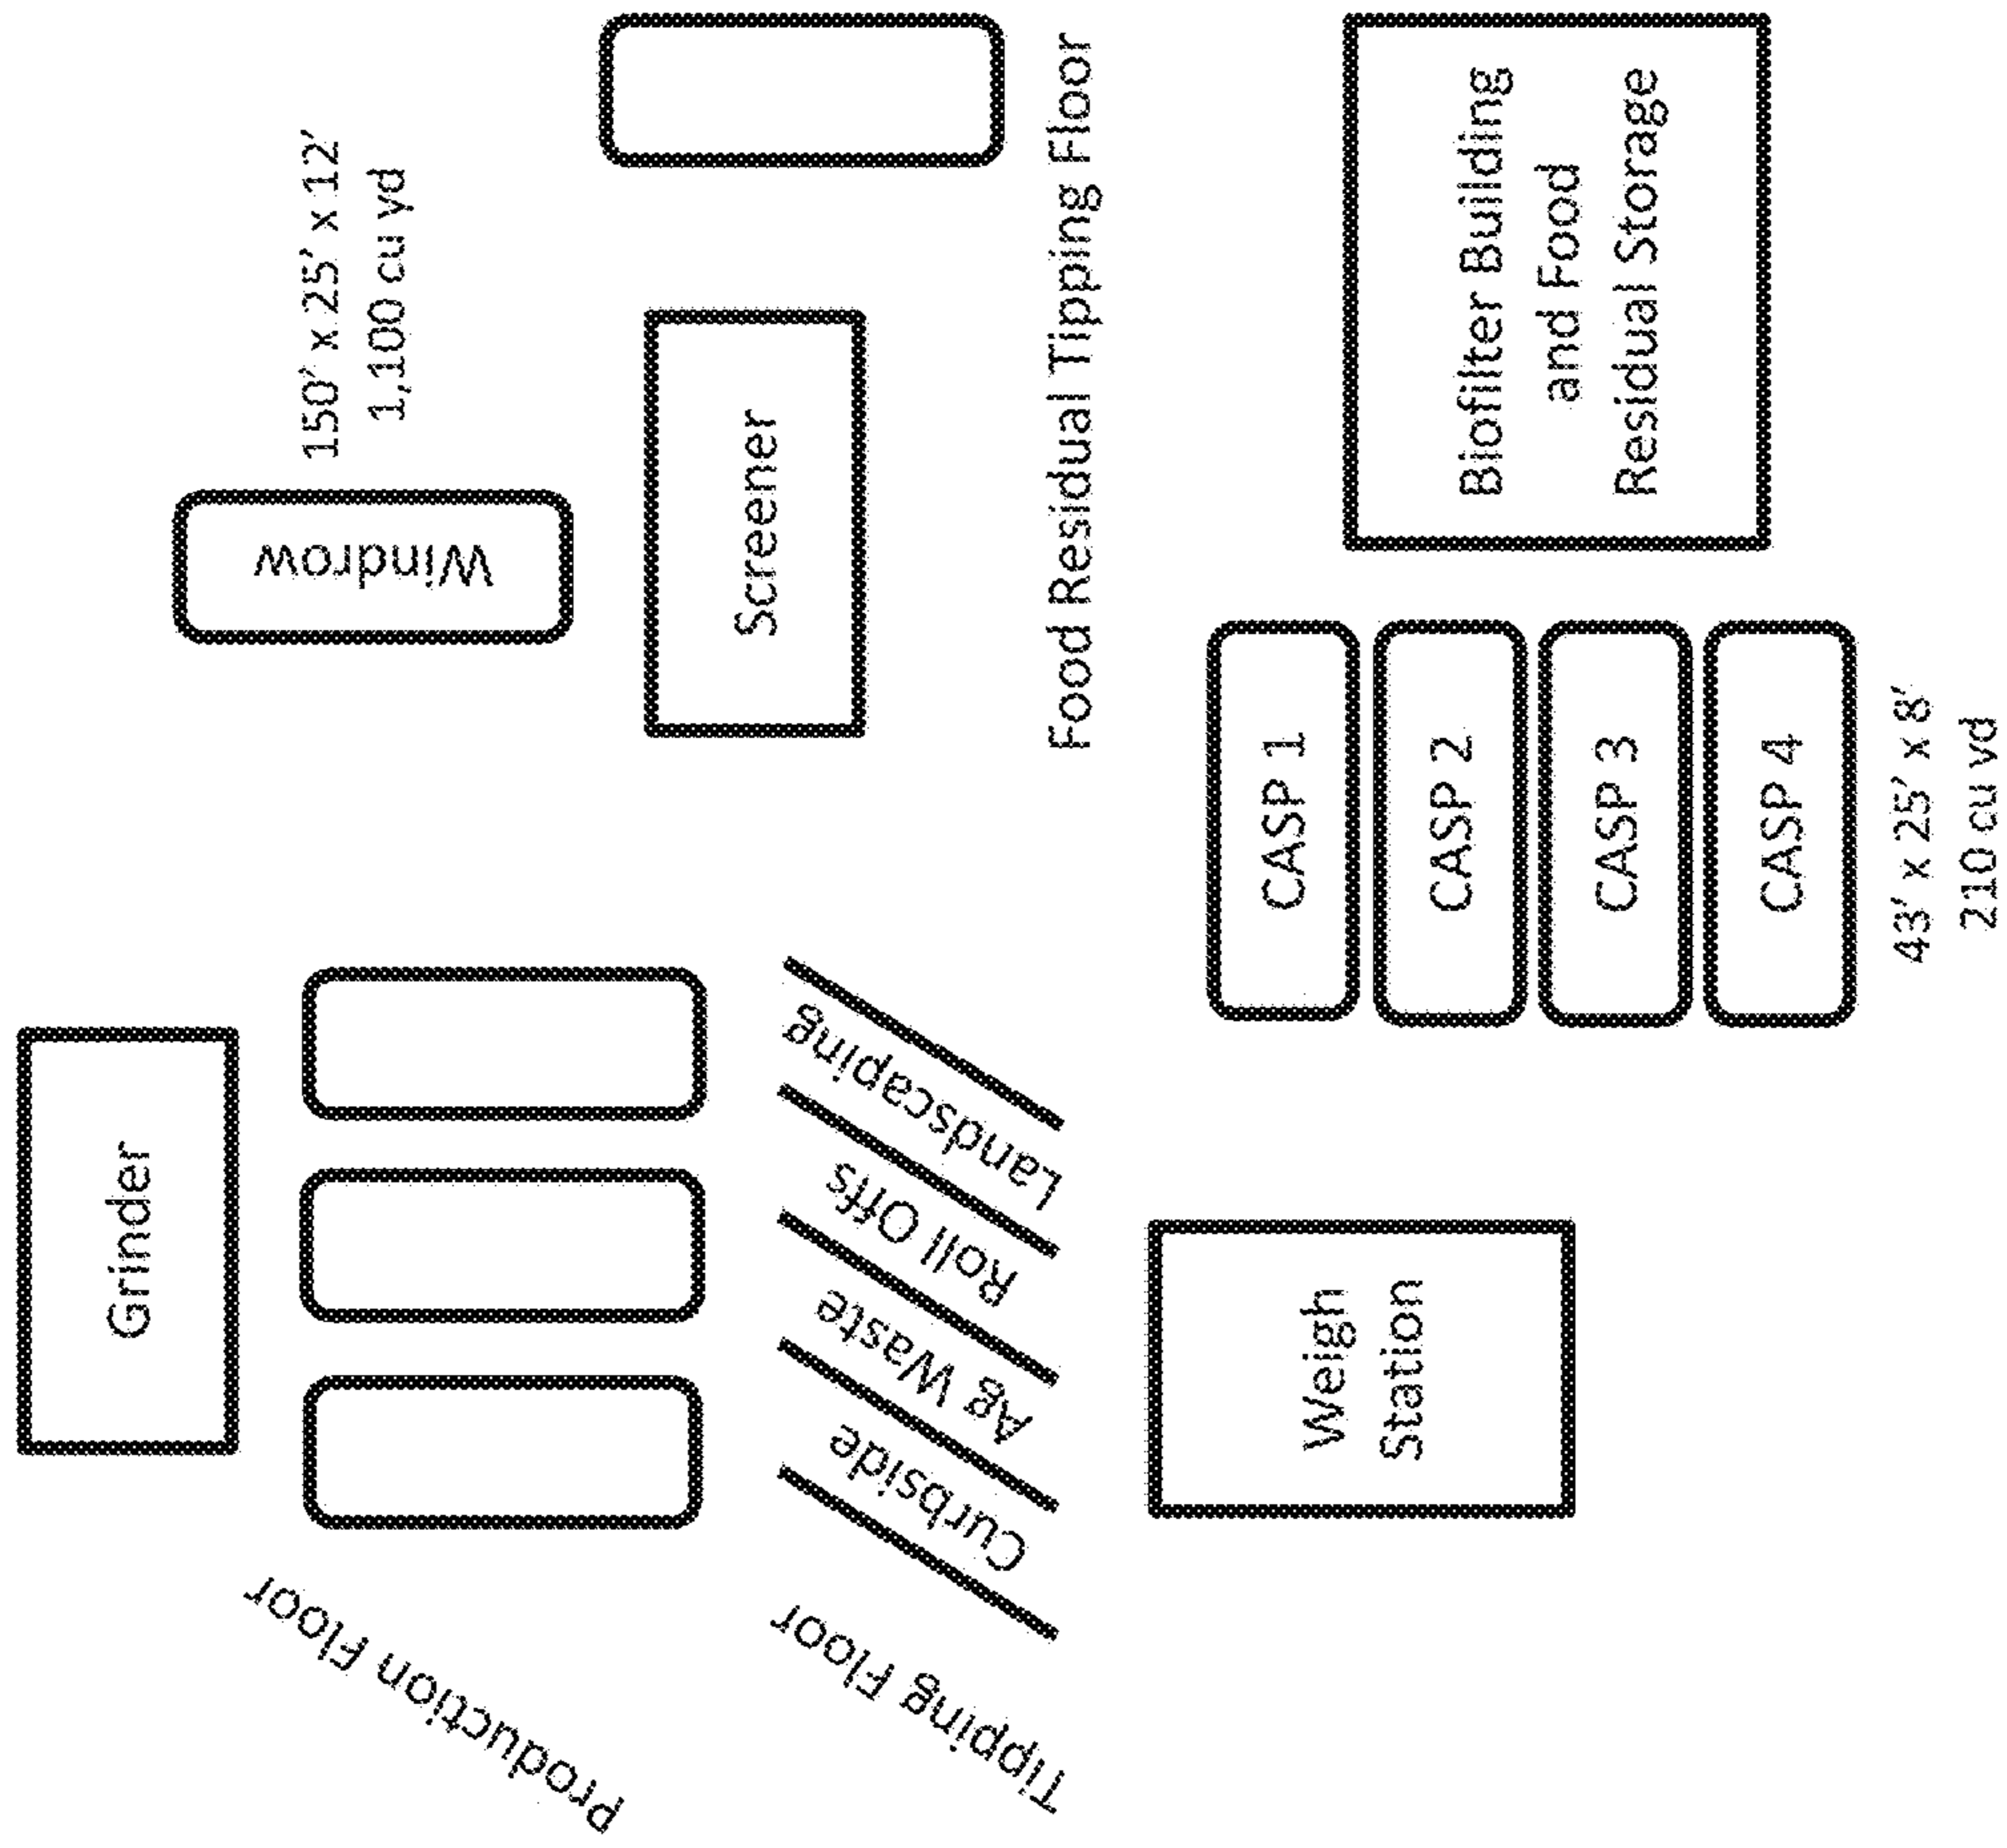 Grinder
Production Floor
Windrow
150' x 25' x 12'
1,100 cu yd
Screener
Tipping Floor
Curbside
Ag Waste
Roll Offs
Landscaping
Food Residual Tipping Floor
Weigh
Station
CASP 1
CASP 2
CASP 3
CASP 4
43' x 25' x 8'
210 cu yd
Biofilter Building
and Food
Residual Storage